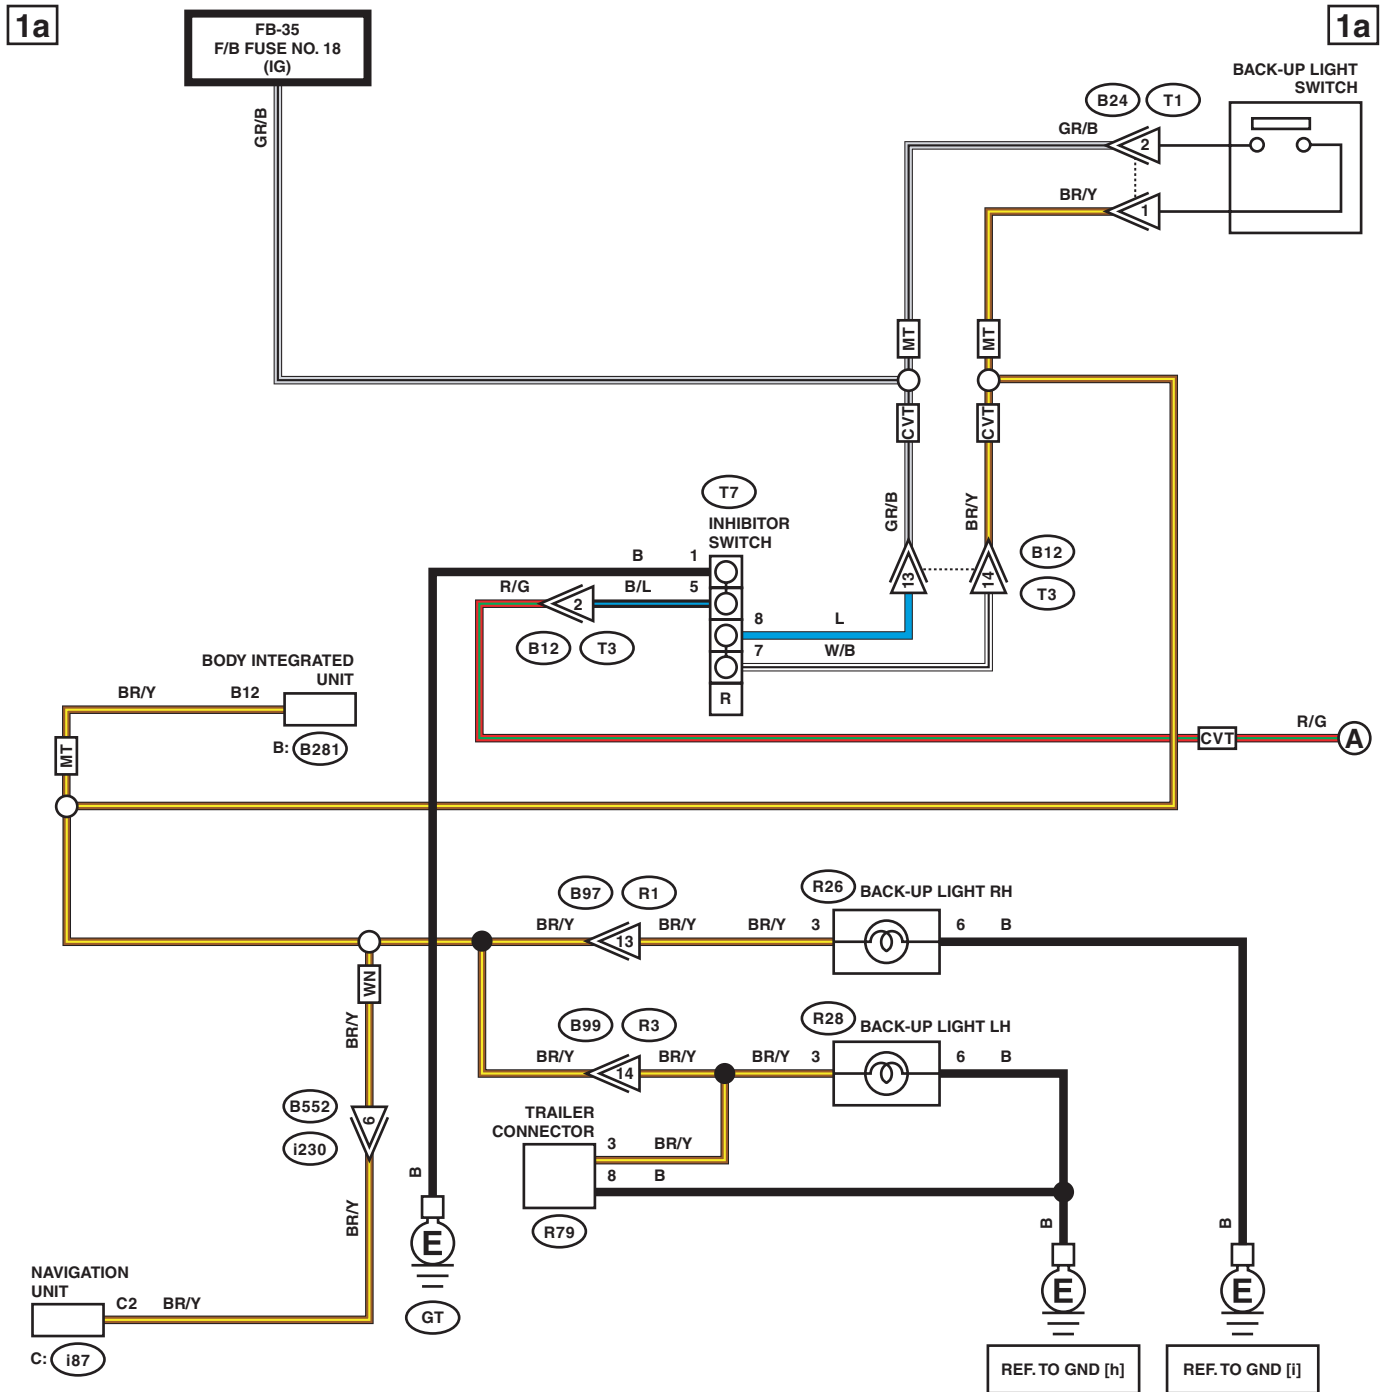 1a
1a
FB-35
F/B FUSE NO. 18
(IG)
GR/B
BACK-UP LIGHT
SWITCH
B24
T1
GR/B
2
BR/Y
1
MT
MT
CVT
CVT
GR/B
BR/Y
T7
INHIBITOR
SWITCH
13
14
B12
T3
B
1
R/G
2
B/L
5
B12
T3
8
L
7
W/B
R
BODY INTEGRATED
UNIT
BR/Y
B12
B:
B281
MT
CVT
R/G
A
B97
R1
R26
BACK-UP LIGHT RH
BR/Y
13
BR/Y
BR/Y
3
6
B
WN
BR/Y
B99
R3
R28
BACK-UP LIGHT LH
BR/Y
14
BR/Y
BR/Y
3
6
B
B552
i230
6
BR/Y
TRAILER
CONNECTOR
3
BR/Y
8
B
R79
B
E
GT
B
E
REF. TO GND [h]
B
E
REF. TO GND [i]
NAVIGATION
UNIT
C2
BR/Y
C:
i87